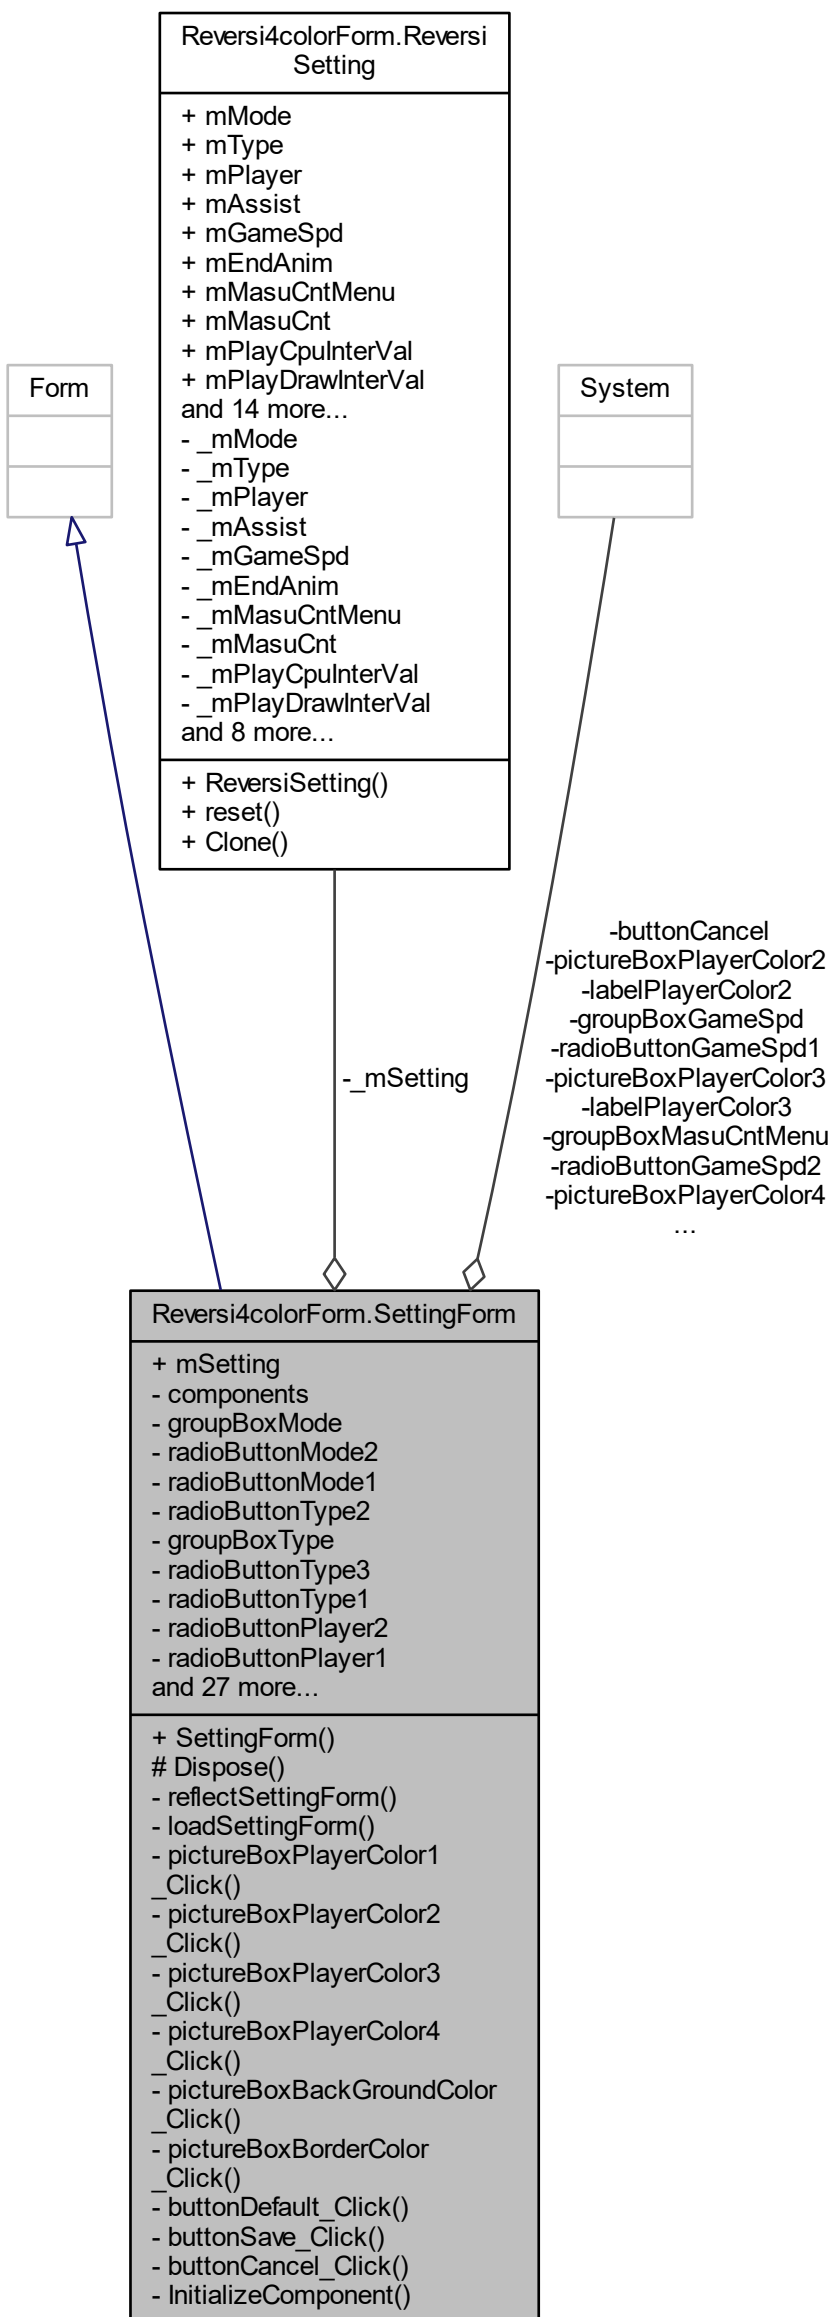 Reversi4colorForm.Reversi
Setting
+ mMode
+ mType
+ mPlayer
+ mAssist
+ mGameSpd
+ mEndAnim
+ mMasuCntMenu
+ mMasuCnt
+ mPlayCpuInterVal
+ mPlayDrawInterVal
and 14 more...
- _mMode
- _mType
- _mPlayer
- _mAssist
- _mGameSpd
- _mEndAnim
- _mMasuCntMenu
- _mMasuCnt
- _mPlayCpuInterVal
- _mPlayDrawInterVal
and 8 more...
+ ReversiSetting()
+ reset()
+ Clone()
Form
System
-buttonCancel
-pictureBoxPlayerColor2
-labelPlayerColor2
-groupBoxGameSpd
-radioButtonGameSpd1
-pictureBoxPlayerColor3
-labelPlayerColor3
-groupBoxMasuCntMenu
-radioButtonGameSpd2
-pictureBoxPlayerColor4
...
-_mSetting
Reversi4colorForm.SettingForm
+ mSetting
- components
- groupBoxMode
- radioButtonMode2
- radioButtonMode1
- radioButtonType2
- groupBoxType
- radioButtonType3
- radioButtonType1
- radioButtonPlayer2
- radioButtonPlayer1
and 27 more...
+ SettingForm()
# Dispose()
- reflectSettingForm()
- loadSettingForm()
- pictureBoxPlayerColor1
_Click()
- pictureBoxPlayerColor2
_Click()
- pictureBoxPlayerColor3
_Click()
- pictureBoxPlayerColor4
_Click()
- pictureBoxBackGroundColor
_Click()
- pictureBoxBorderColor
_Click()
- buttonDefault_Click()
- buttonSave_Click()
- buttonCancel_Click()
- InitializeComponent()